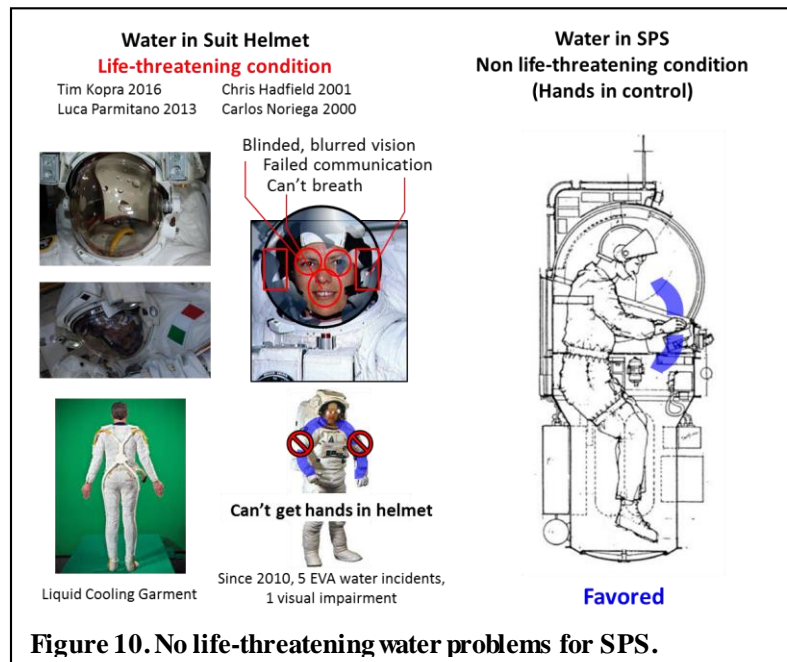 Water in Suit Helmet
Life-threatening condition
Tim Kopra 2016 Chris Hadfield 2001
Luca Parmitano 2013 Carlos Noriega 2000
Blinded, blurred vision
Failed communication
Can't breath
Can't get hands in helmet
Liquid Cooling Garment
Since 2010, 5 EVA water incidents,
1 visual impairment
Water in SPS
Non life-threatening condition
(Hands in control)
Favored
Figure 10. No life-threatening water problems for SPS.